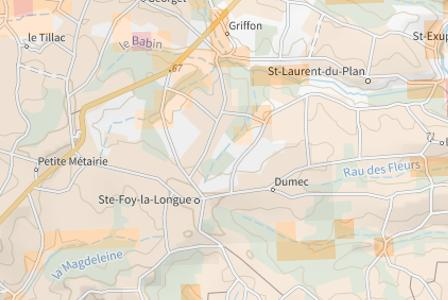 Griffon
le Tillac
le Babin
St-Exup
167
St-Laurent-du-Plan
Petite Métairie
Rau des Fleurs
Dumec
Ste-Foy-la-Longue
la Magdeleine